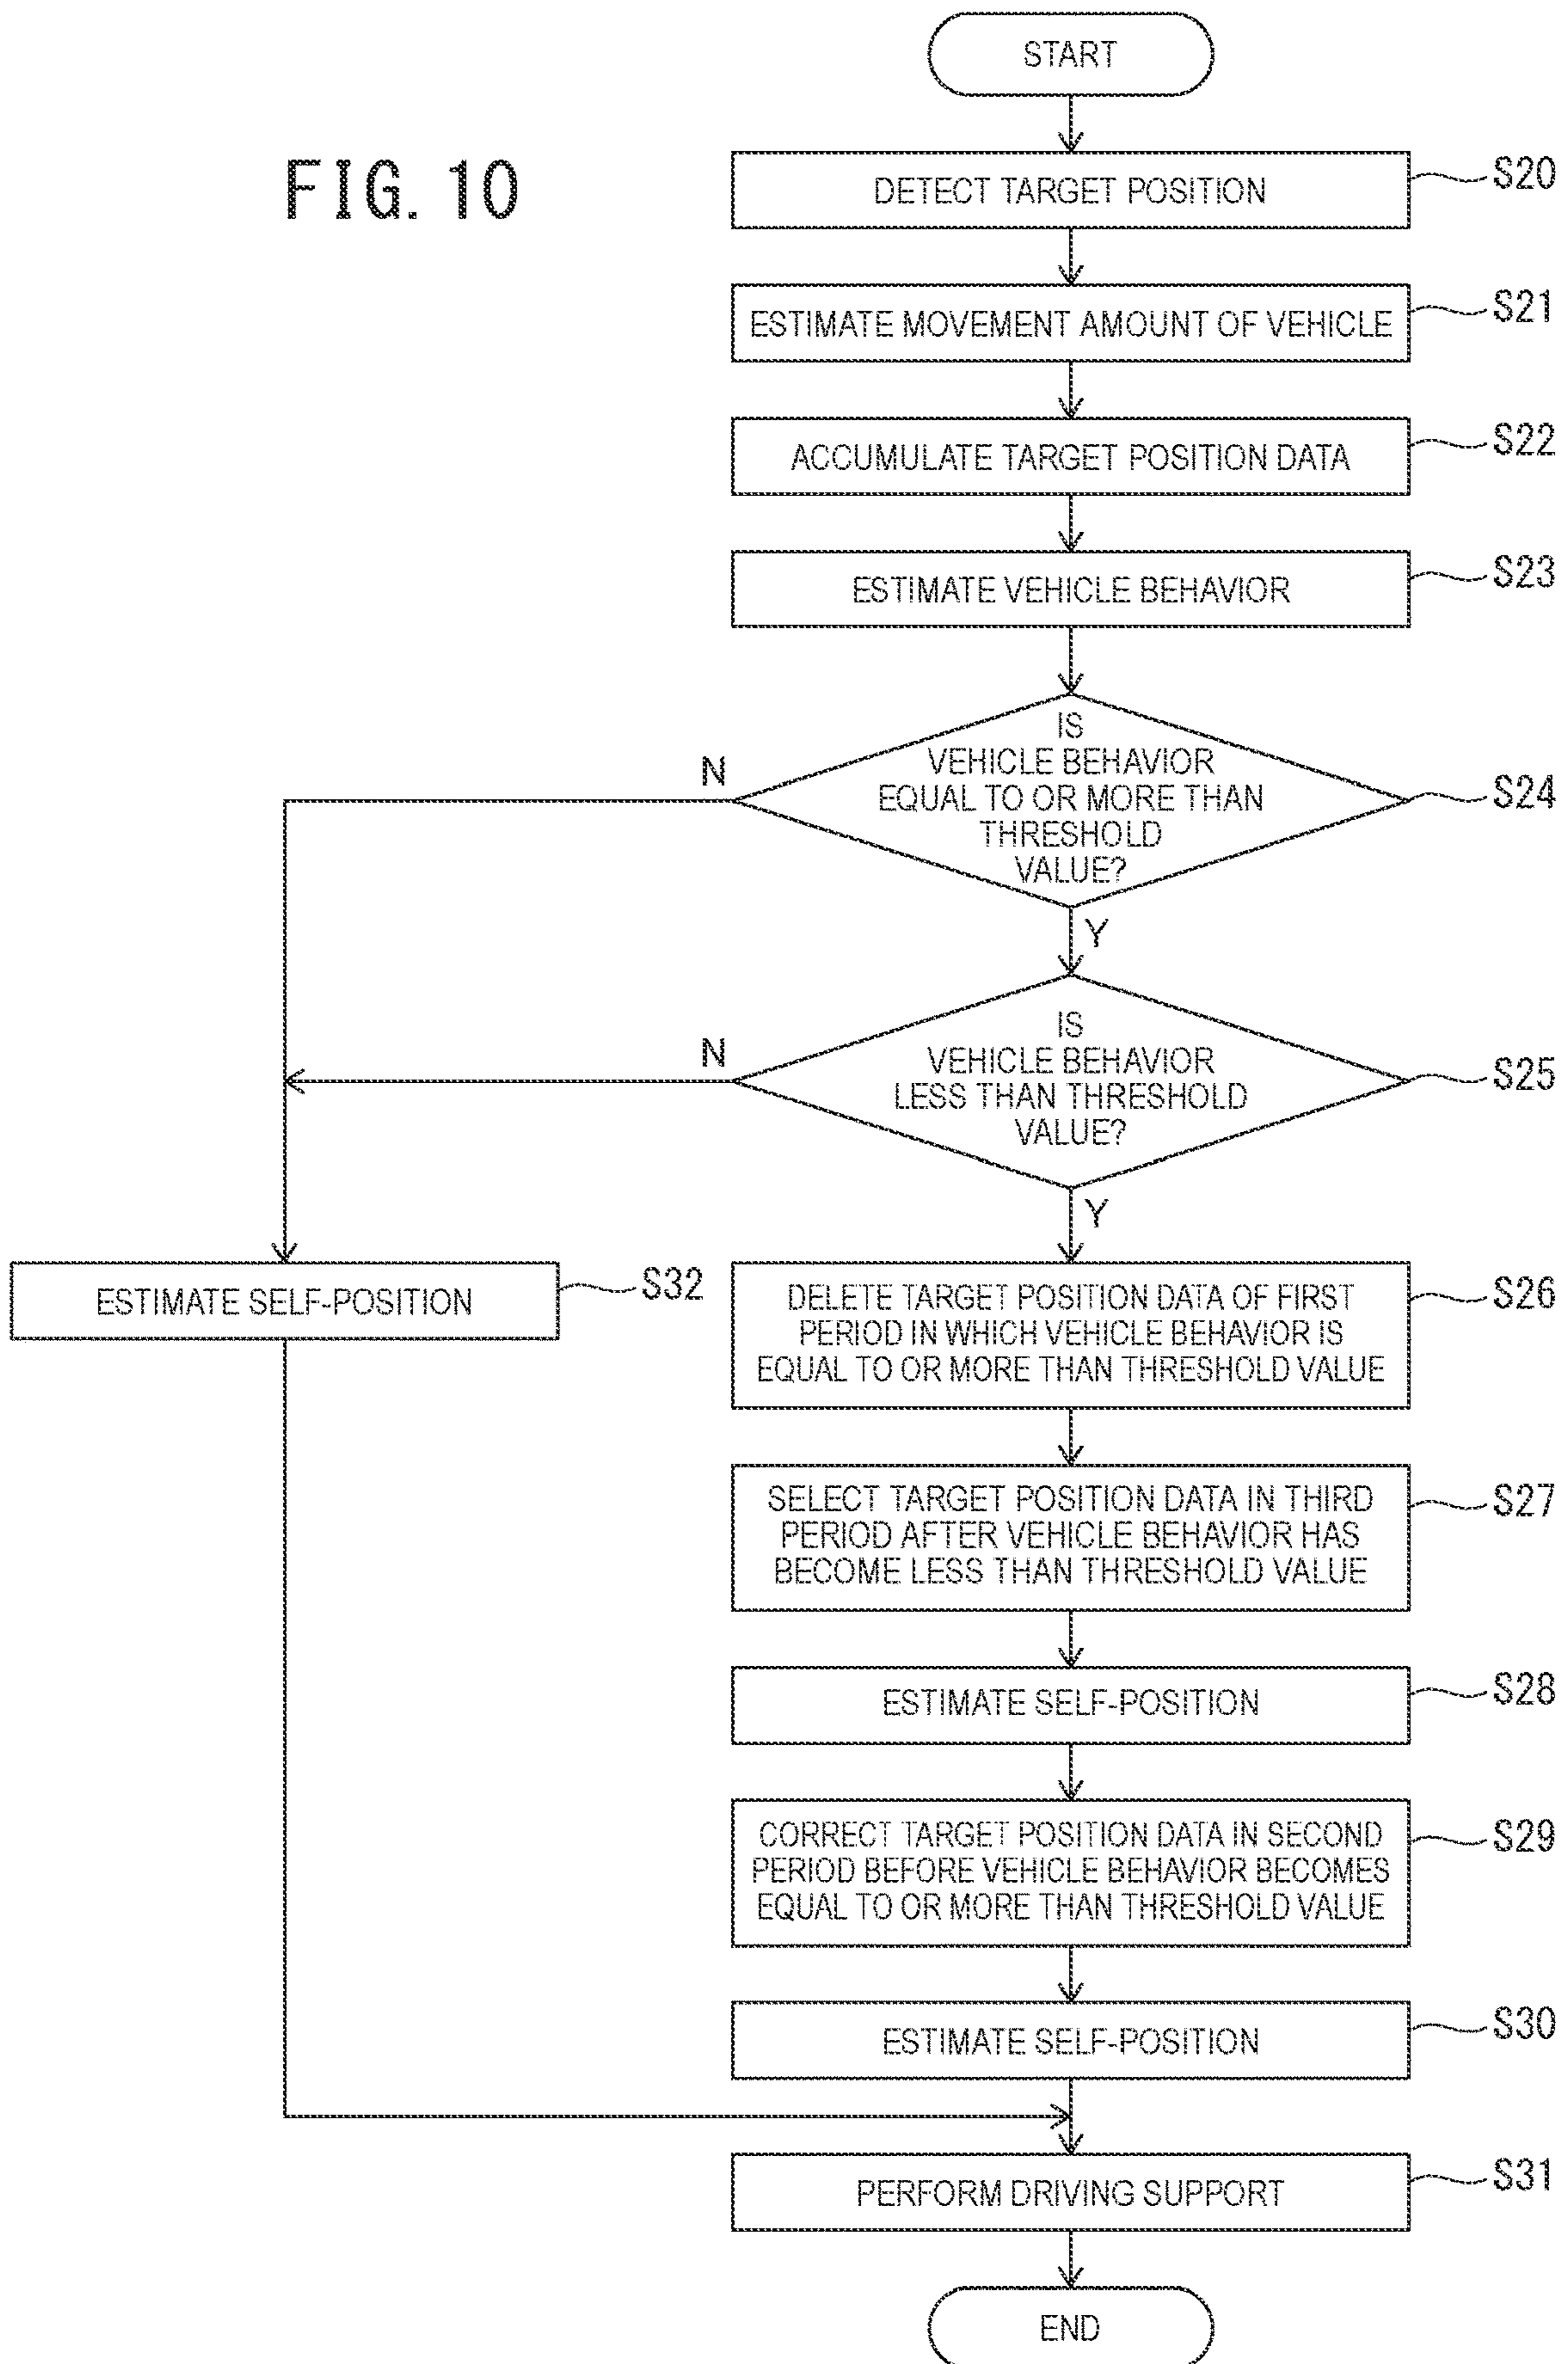 START
FIG. 10
DETECT TARGET POSITION
S20
ESTIMATE MOVEMENT AMOUNT OF VEHICLE
S21
ACCUMULATE TARGET POSITION DATA
S22
ESTIMATE VEHICLE BEHAVIOR
S23
IS
VEHICLE BEHAVIOR
EQUAL TO OR MORE THAN
THRESHOLD
VALUE?
S24
N
Y
IS
VEHICLE BEHAVIOR
LESS THAN THRESHOLD
VALUE?
S25
N
Y
ESTIMATE SELF-POSITION
S32
DELETE TARGET POSITION DATA OF FIRST
PERIOD IN WHICH VEHICLE BEHAVIOR IS
EQUAL TO OR MORE THAN THRESHOLD VALUE
S26
SELECT TARGET POSITION DATA IN THIRD
PERIOD AFTER VEHICLE BEHAVIOR HAS
BECOME LESS THAN THRESHOLD VALUE
S27
ESTIMATE SELF-POSITION
S28
CORRECT TARGET POSITION DATA IN SECOND
PERIOD BEFORE VEHICLE BEHAVIOR BECOMES
EQUAL TO OR MORE THAN THRESHOLD VALUE
S29
ESTIMATE SELF-POSITION
S30
PERFORM DRIVING SUPPORT
S31
END